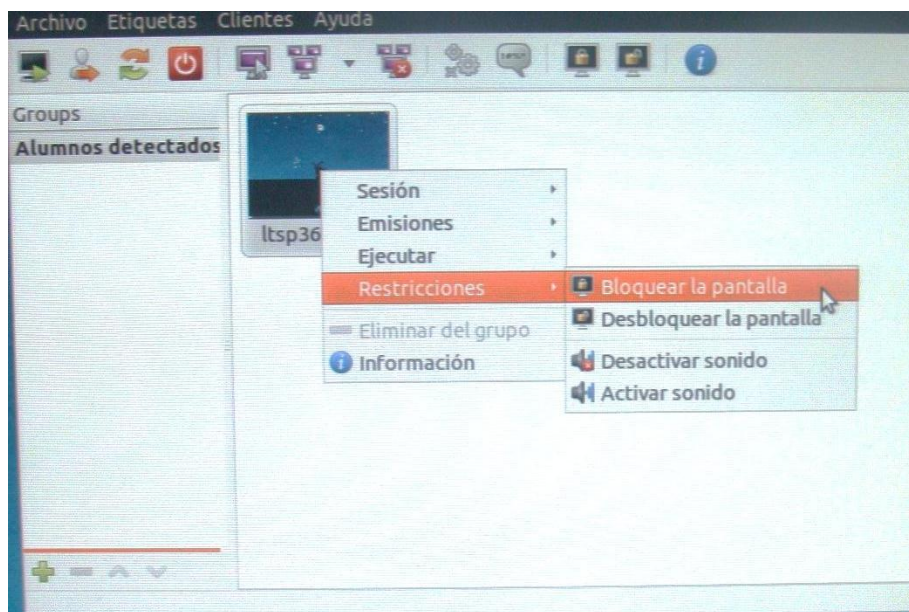 Archivo Etiquetas Clientes Ayuda
Groups
Alumnos detectados
ltsp36
Sesión
Emisiones
Ejecutar
Restricciones
Eliminar del grupo
Información
Bloquear la pantalla
Desbloquear la pantalla
Desactivar sonido
Activar sonido